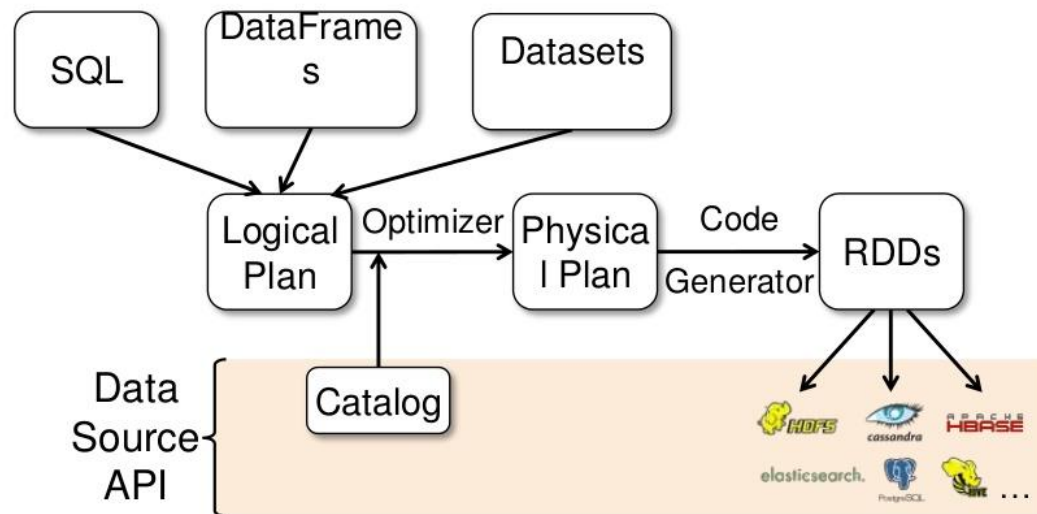 DataFrame
s
SQL
Datasets
Logical
Plan
Optimizer
Physica
l Plan
Code
Generator
RDDs
Data
Source
API
Catalog
HDFS
cassandra
APACHE
HBASE
elasticsearch.
PostgreSQL
HIVE
...